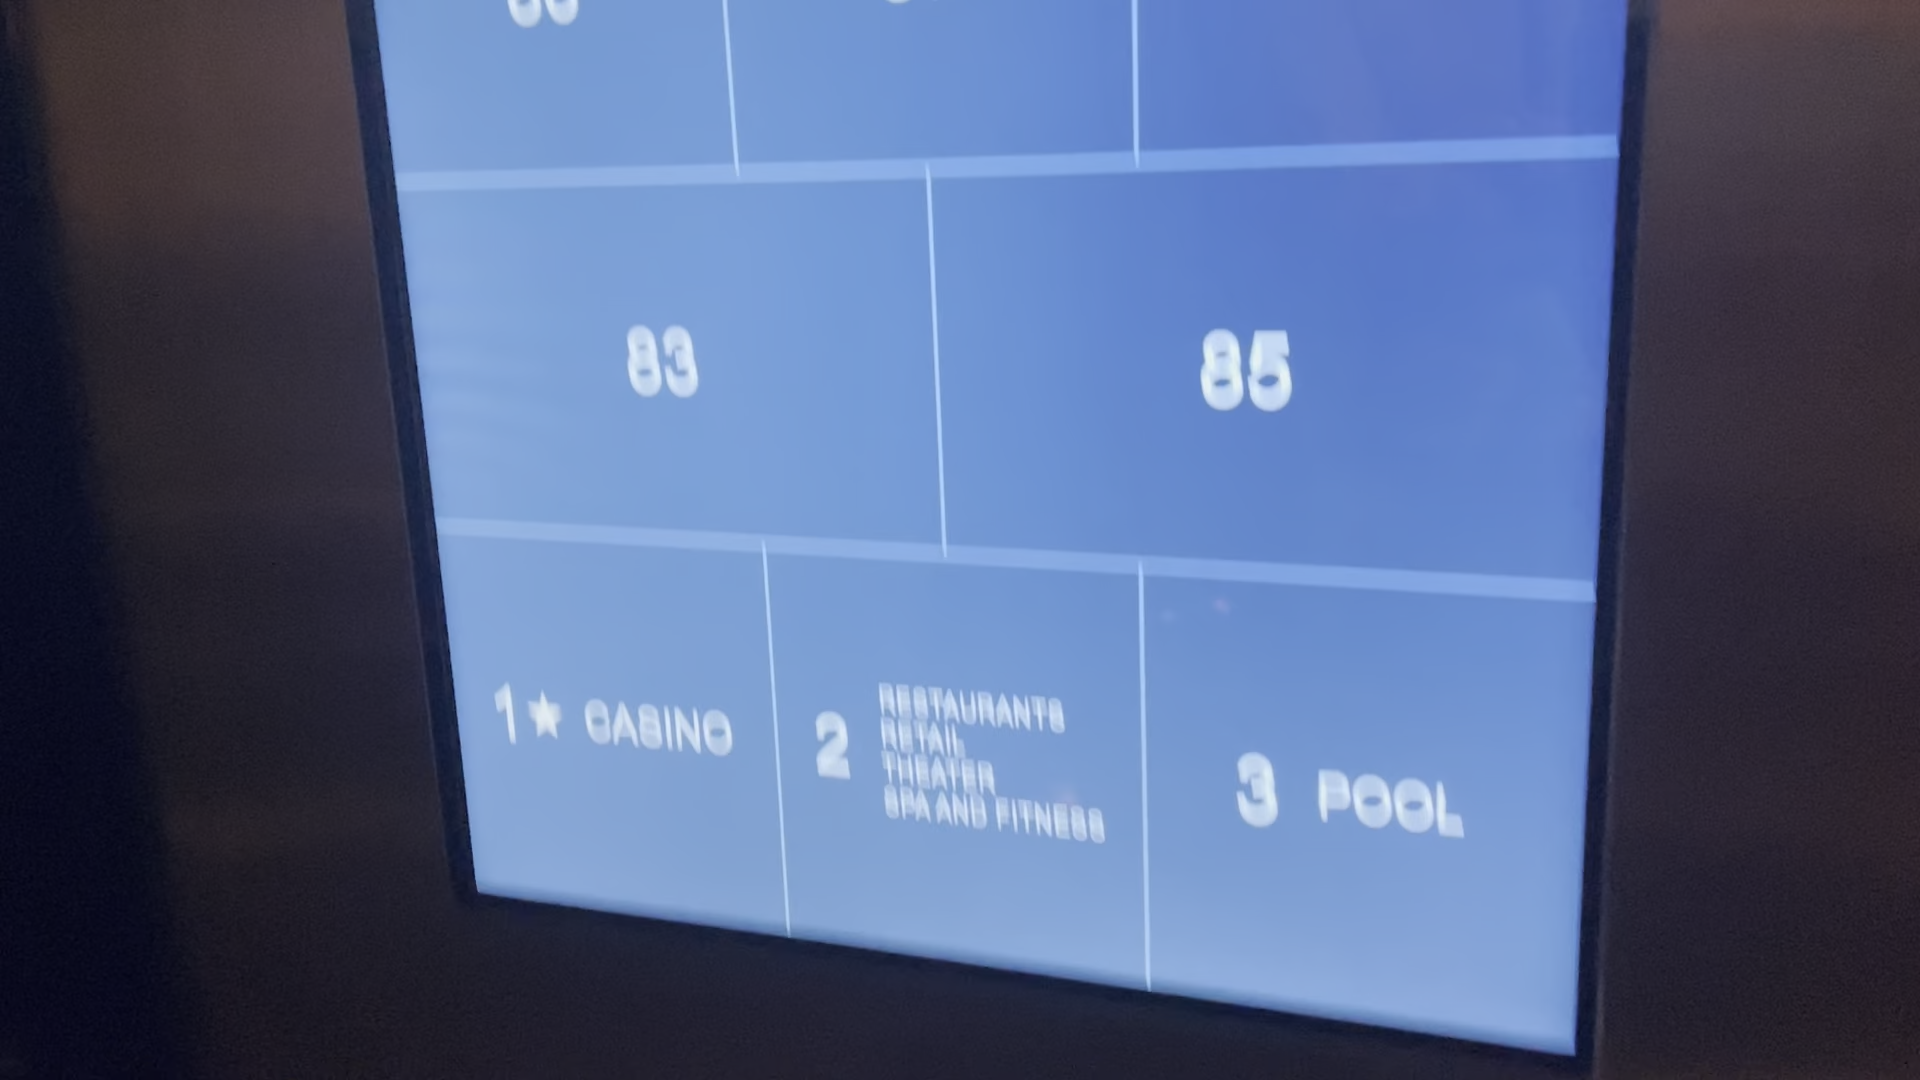 83
85
1★ CASINO
2
RESTAURANTS
RETAIL
THEATER
SPA AND FITNESS
3 POOL